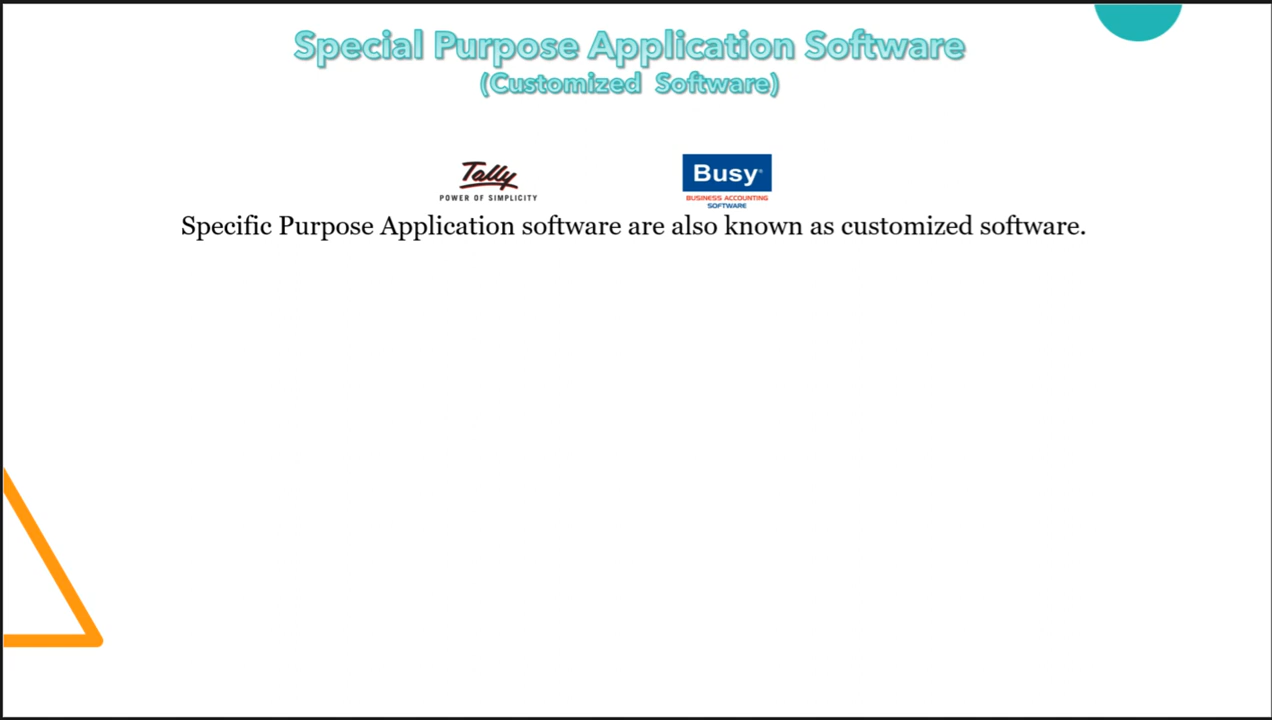 Special Purpose Application Software
(Customized Software)
Tally
POWER OF SIMPLICITY
Busy
BUSINESS ACCOUNTING
SOFTWARE
Specific Purpose Application software are also known as customized software.